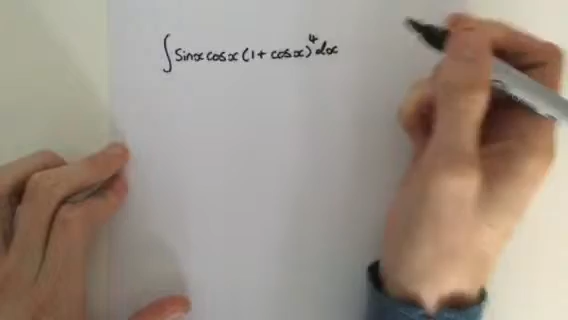 ∫ sinx cosx (1 + cosx)⁴ dx